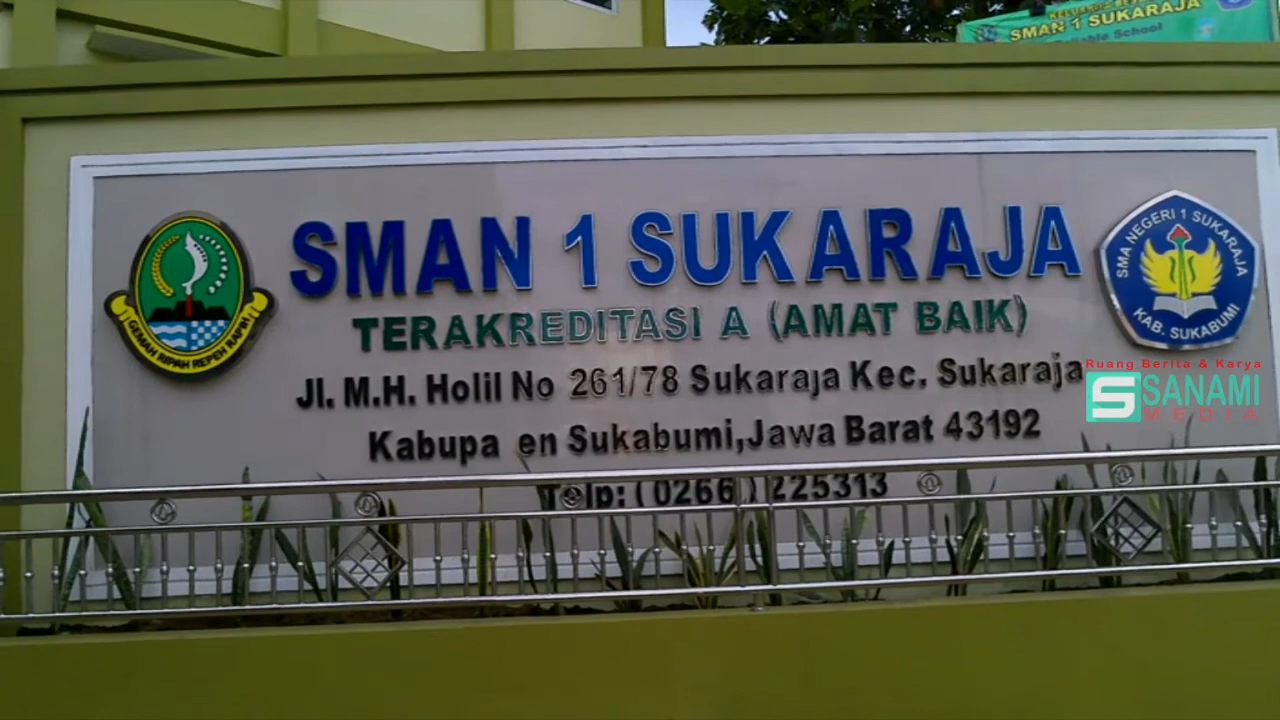 SMAN 1 SUKARAJA
GEMAH RIPAH REPEH RAPIH
SMAN 1 SUKARAJA
TERAKREDITASI A (AMAT BAIK)
Jl. M.H. Holil No 261/78 Sukaraja Kec. Sukaraja
Kabupa en Sukabumi,Jawa Barat 43192
Telp: (0266) 225313
SMA NEGERI 1 SUKARAJA
KAB. SUKABUMI
Ruang Berita & Karya
S SANAMI
MEDIA